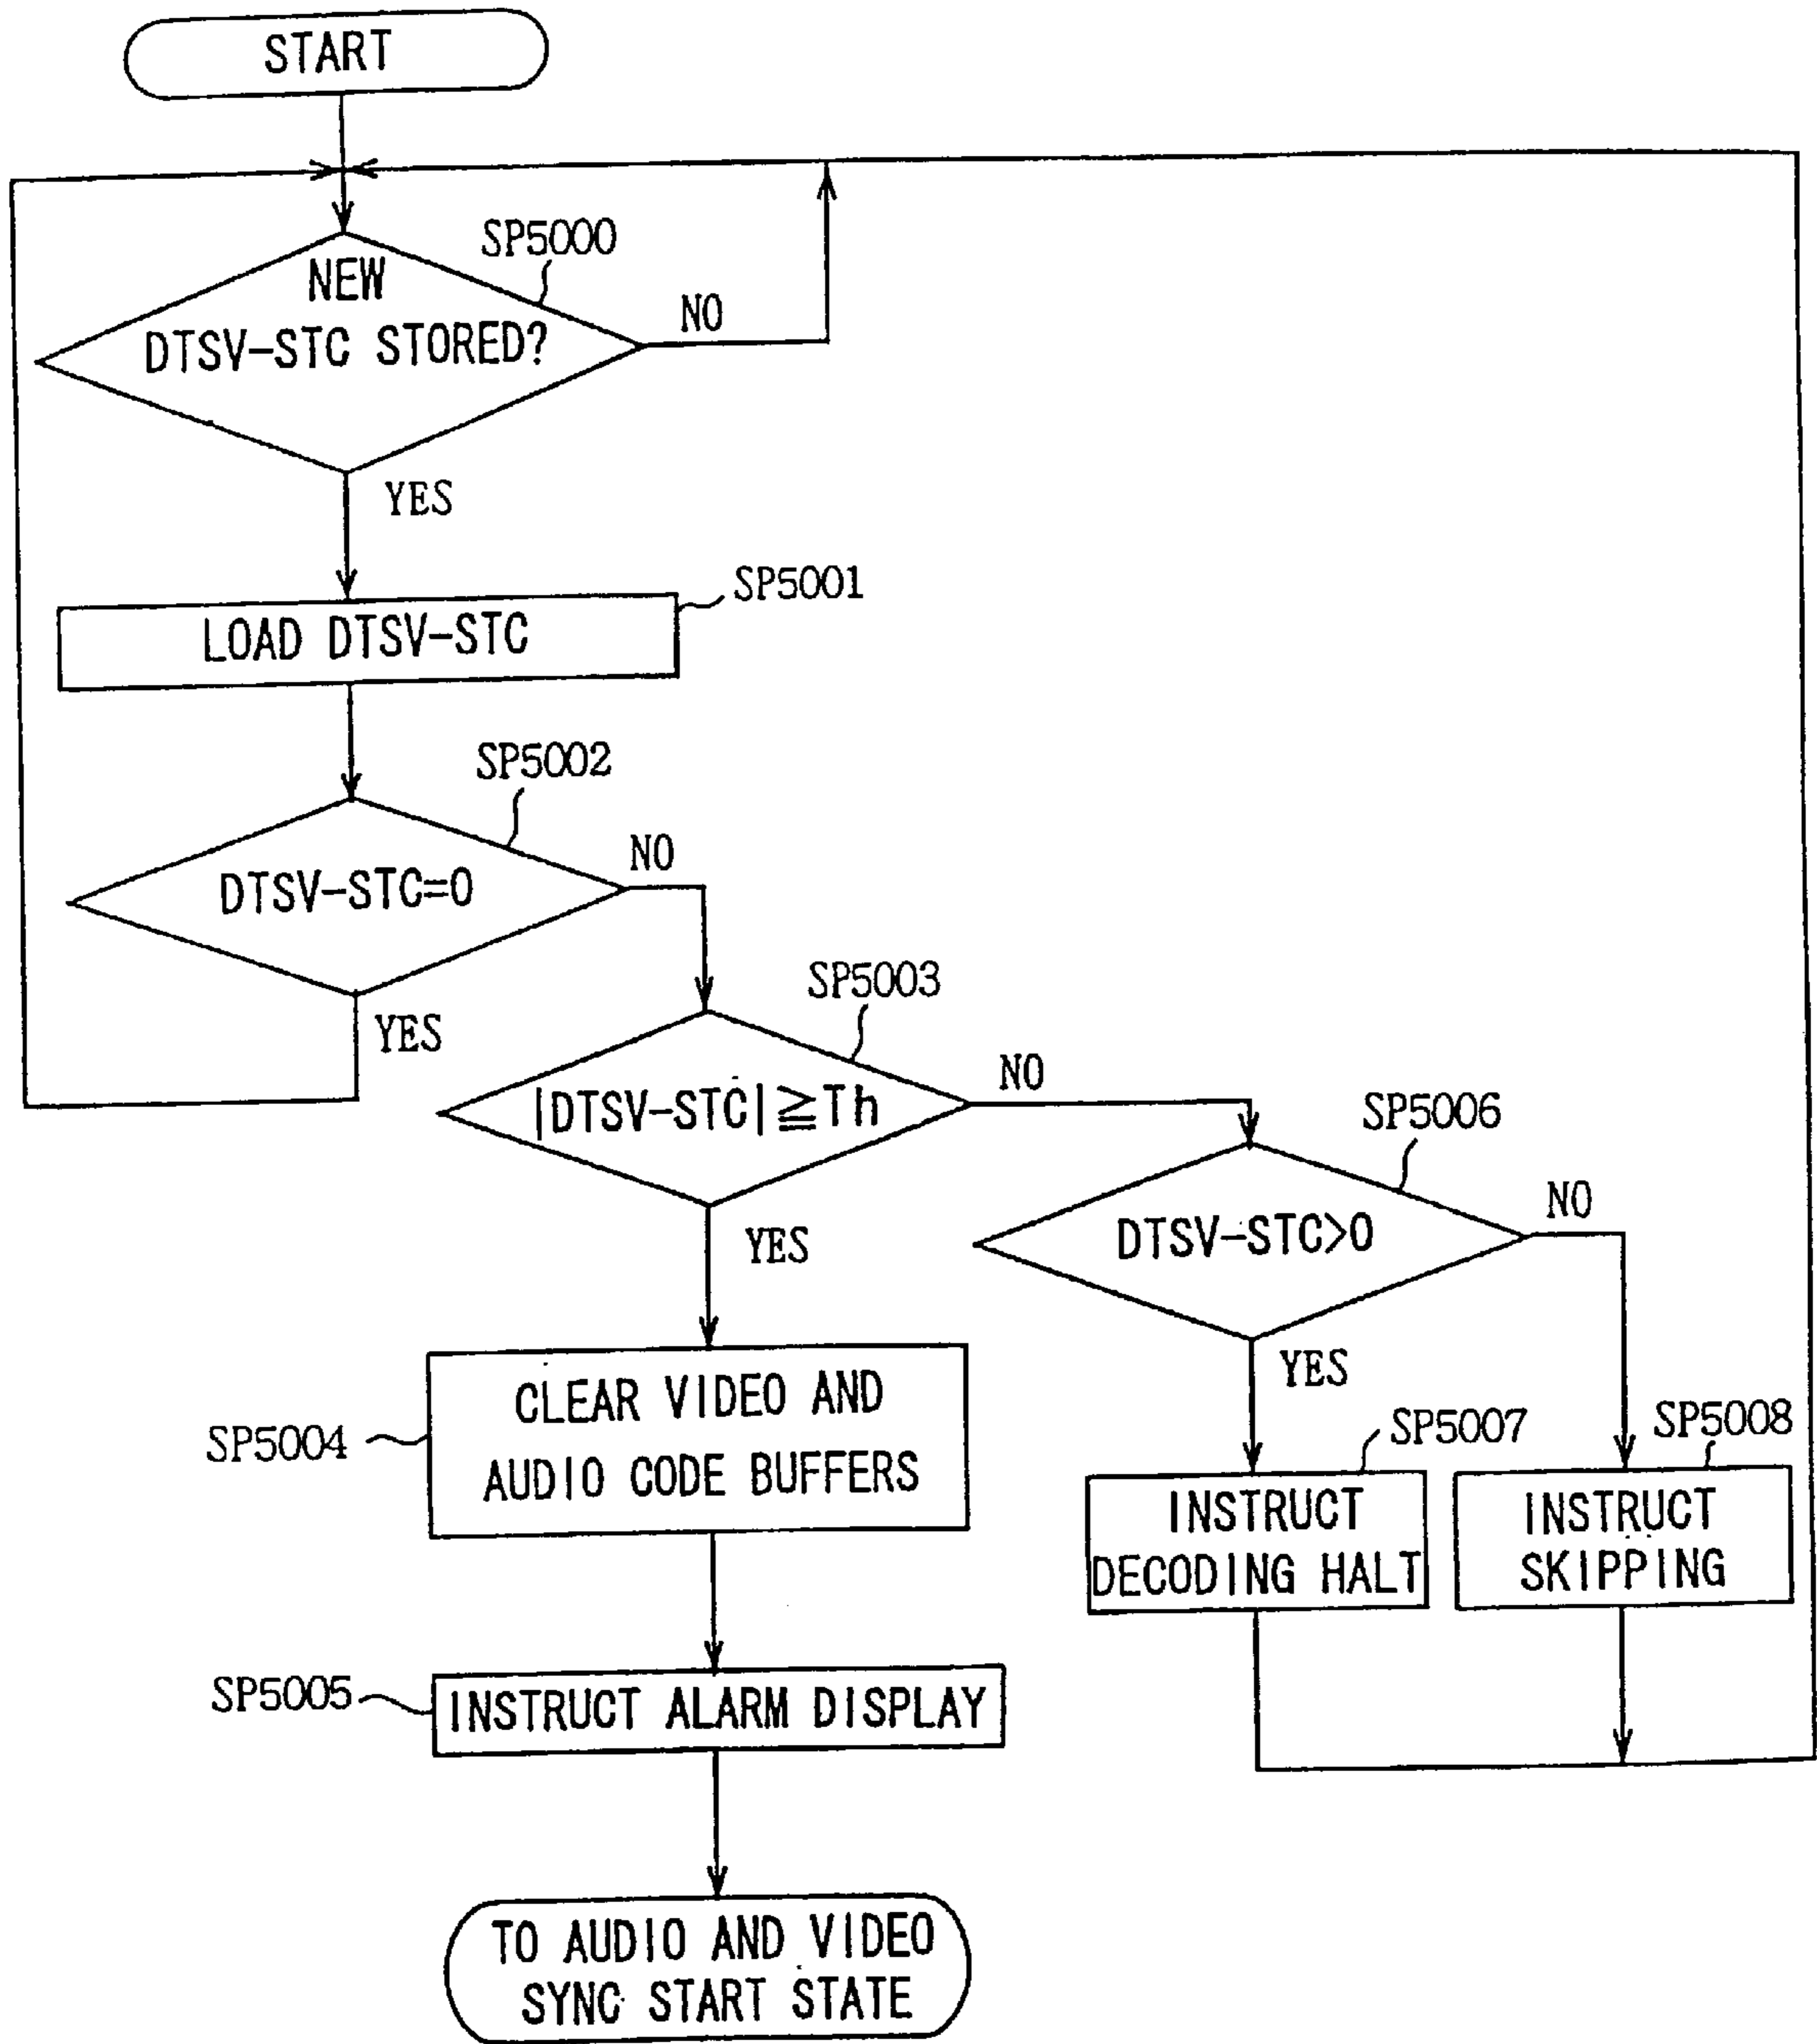 START
SP5000
NEW
DTSV-STC STORED?
NO
YES
SP5001
LOAD DTSV-STC
SP5002
DTSV-STC=0
NO
YES
SP5003
|DTSV-STC|≧Th
NO
YES
SP5006
DTSV-STC>0
NO
YES
SP5004
CLEAR VIDEO AND
AUDIO CODE BUFFERS
SP5007
INSTRUCT
DECODING HALT
SP5008
INSTRUCT
SKIPPING
SP5005
INSTRUCT ALARM DISPLAY
TO AUDIO AND VIDEO
SYNC START STATE